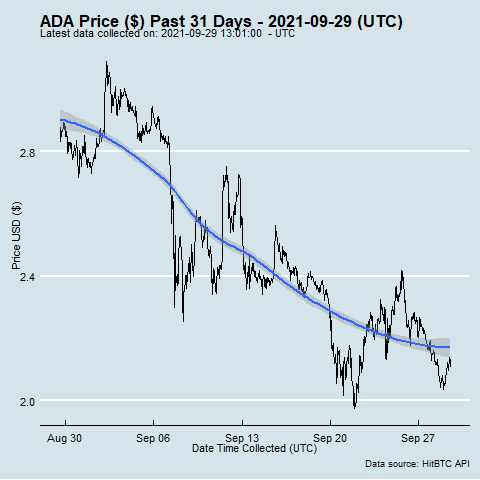 ADA Price ($) Past 31 Days - 2021-09-29 (UTC)
Latest data collected on: 2021-09-29 13:01:00 - UTC
2.8
2.4
2.0
Price USD ($)
Aug 30 Sep 06 Sep 13 Sep 20 Sep 27
Date Time Collected (UTC)
Data source: HitBTC API